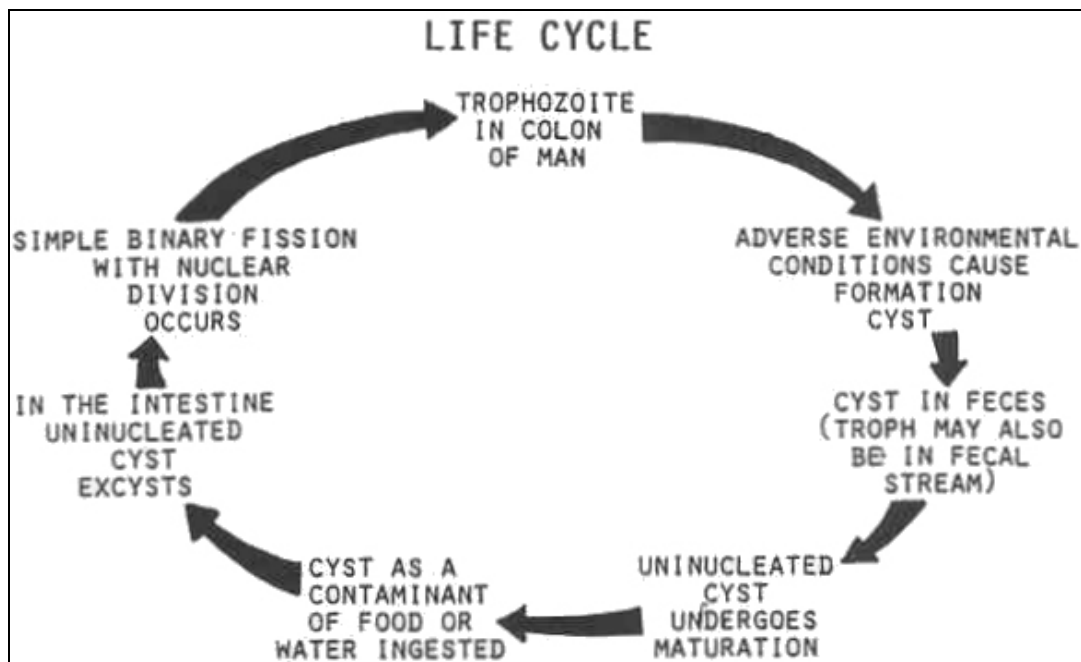 LIFE CYCLE
TROPHOZOITE
IN COLON
OF MAN
ADVERSE ENVIRONMENTAL
CONDITIONS CAUSE
FORMATION
CYST
CYST IN FECES
(TROPH MAY ALSO
BE IN FECAL
STREAM)
UNINUCLEATED
CYST
UNDERGOES
MATURATION
CYST AS A
CONTAMINANT
OF FOOD OR
WATER INGESTED
IN THE INTESTINE
UNINUCLEATED
CYST
EXCYSTS
SIMPLE BINARY FISSION
WITH NUCLEAR
DIVISION
OCCURS